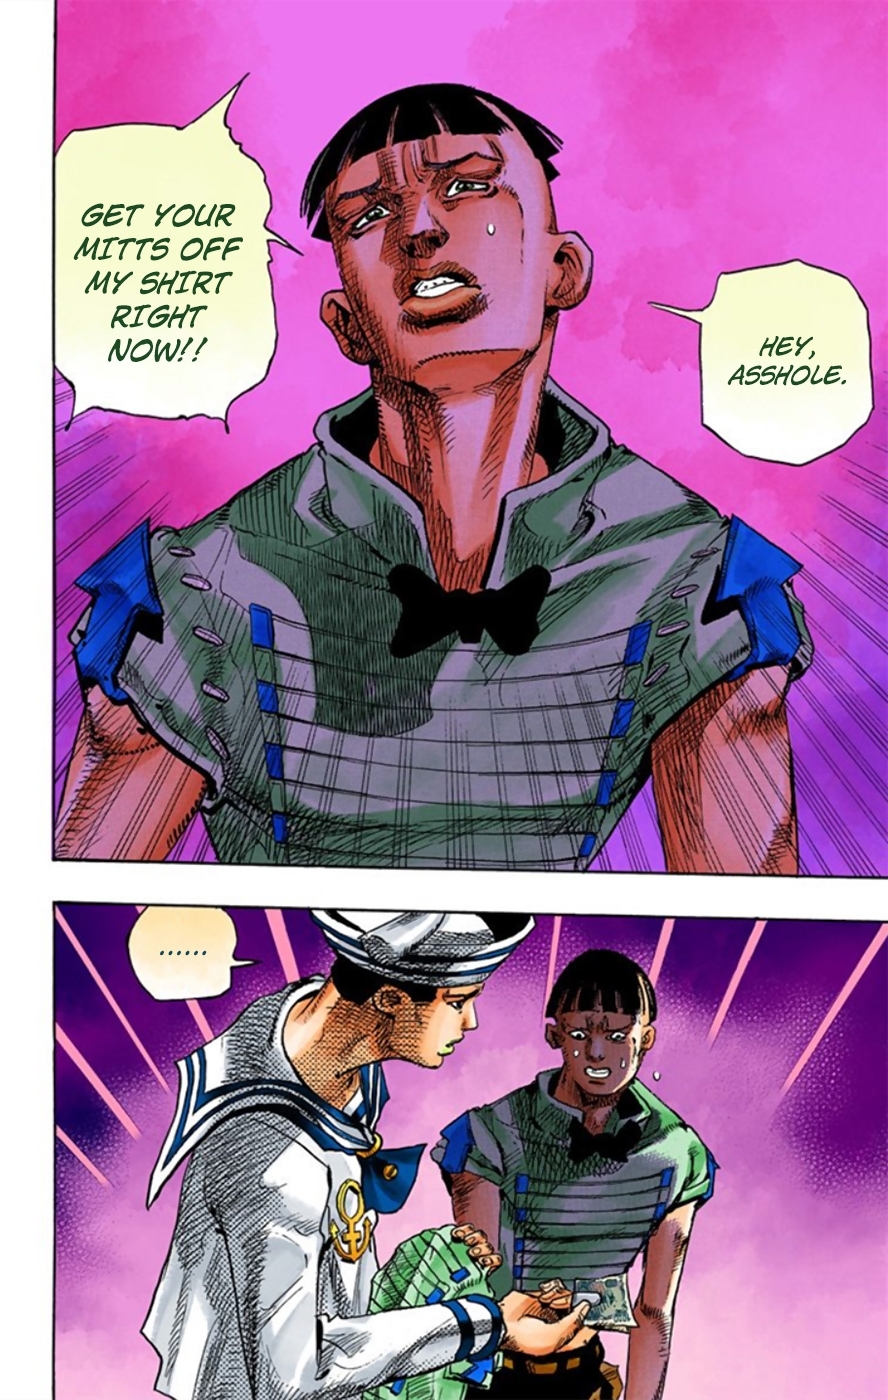 HEY,
ASSHOLE.
GET YOUR
MITTS OFF
MY SHIRT
RIGHT
NOW!!
......